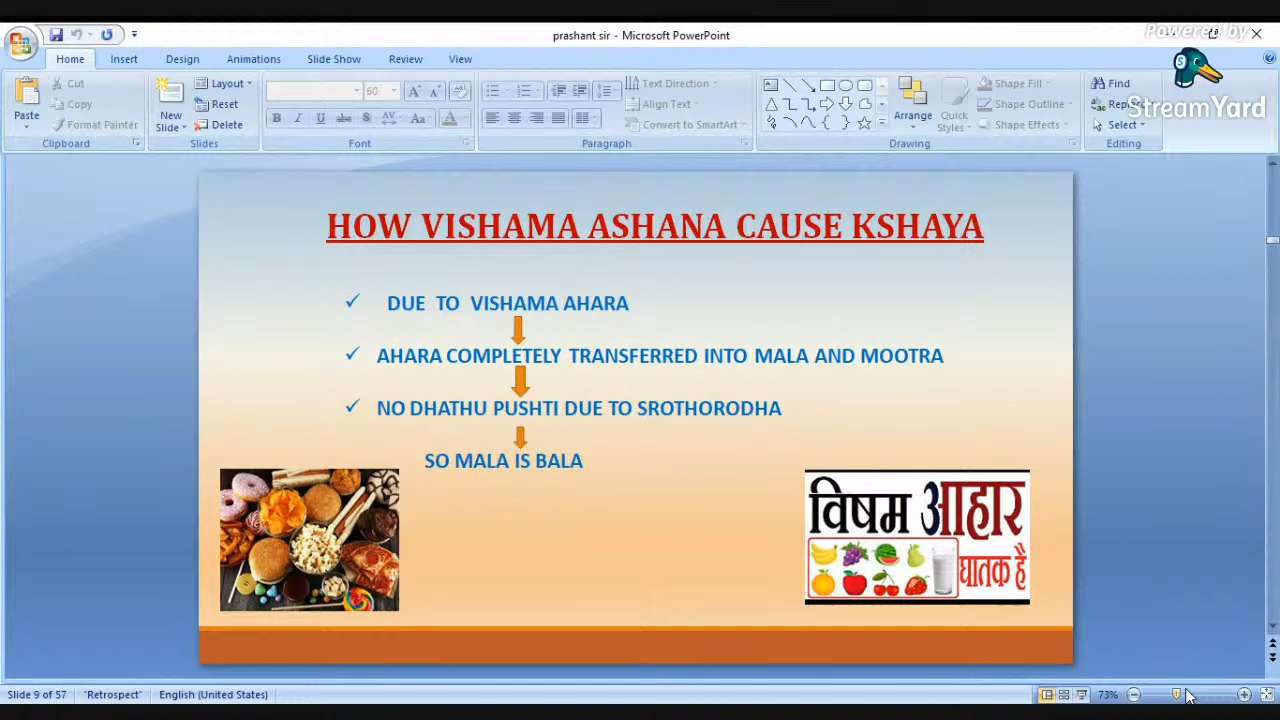 Powered by
prashant sir - Microsoft PowerPoint
Home Insert Design Animations Slide Show Review View
StreamYard
Paste
Cut
Copy
Format Painter
Clipboard
New
Slide
Layout
Reset
Delete
Slides
60
Font
Text Direction
Align Text
Convert to SmartArt
Paragraph
Arrange
Quick
Styles
Shape Fill
Shape Outline
Shape Effects
Drawing
Find
Select
Editing
HOW VISHAMA ASHANA CAUSE KSHAYA
✓ DUE TO VISHAMA AHARA
✓ AHARA COMPLETELY TRANSFERRED INTO MALA AND MOOTRA
✓ NO DHATHU PUSHTI DUE TO SROTHORODHA
SO MALA IS BALA
विषम आहार
घातक है
Slide 9 of 57 "Retrospect" English (United States) 73%